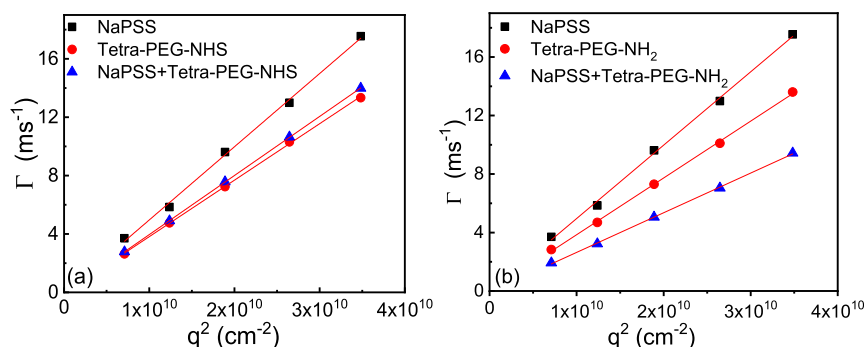 NaPSS
Tetra-PEG-NHS
NaPSS+Tetra-PEG-NHS
16
12
8
4
0
Γ (ms⁻¹)
(a)
0 1x10¹⁰ 2x10¹⁰ 3x10¹⁰ 4x10¹⁰
q² (cm⁻²)
NaPSS
Tetra-PEG-NH₂
NaPSS+Tetra-PEG-NH₂
16
12
8
4
0
Γ (ms⁻¹)
(b)
0 1x10¹⁰ 2x10¹⁰ 3x10¹⁰ 4x10¹⁰
q² (cm⁻²)